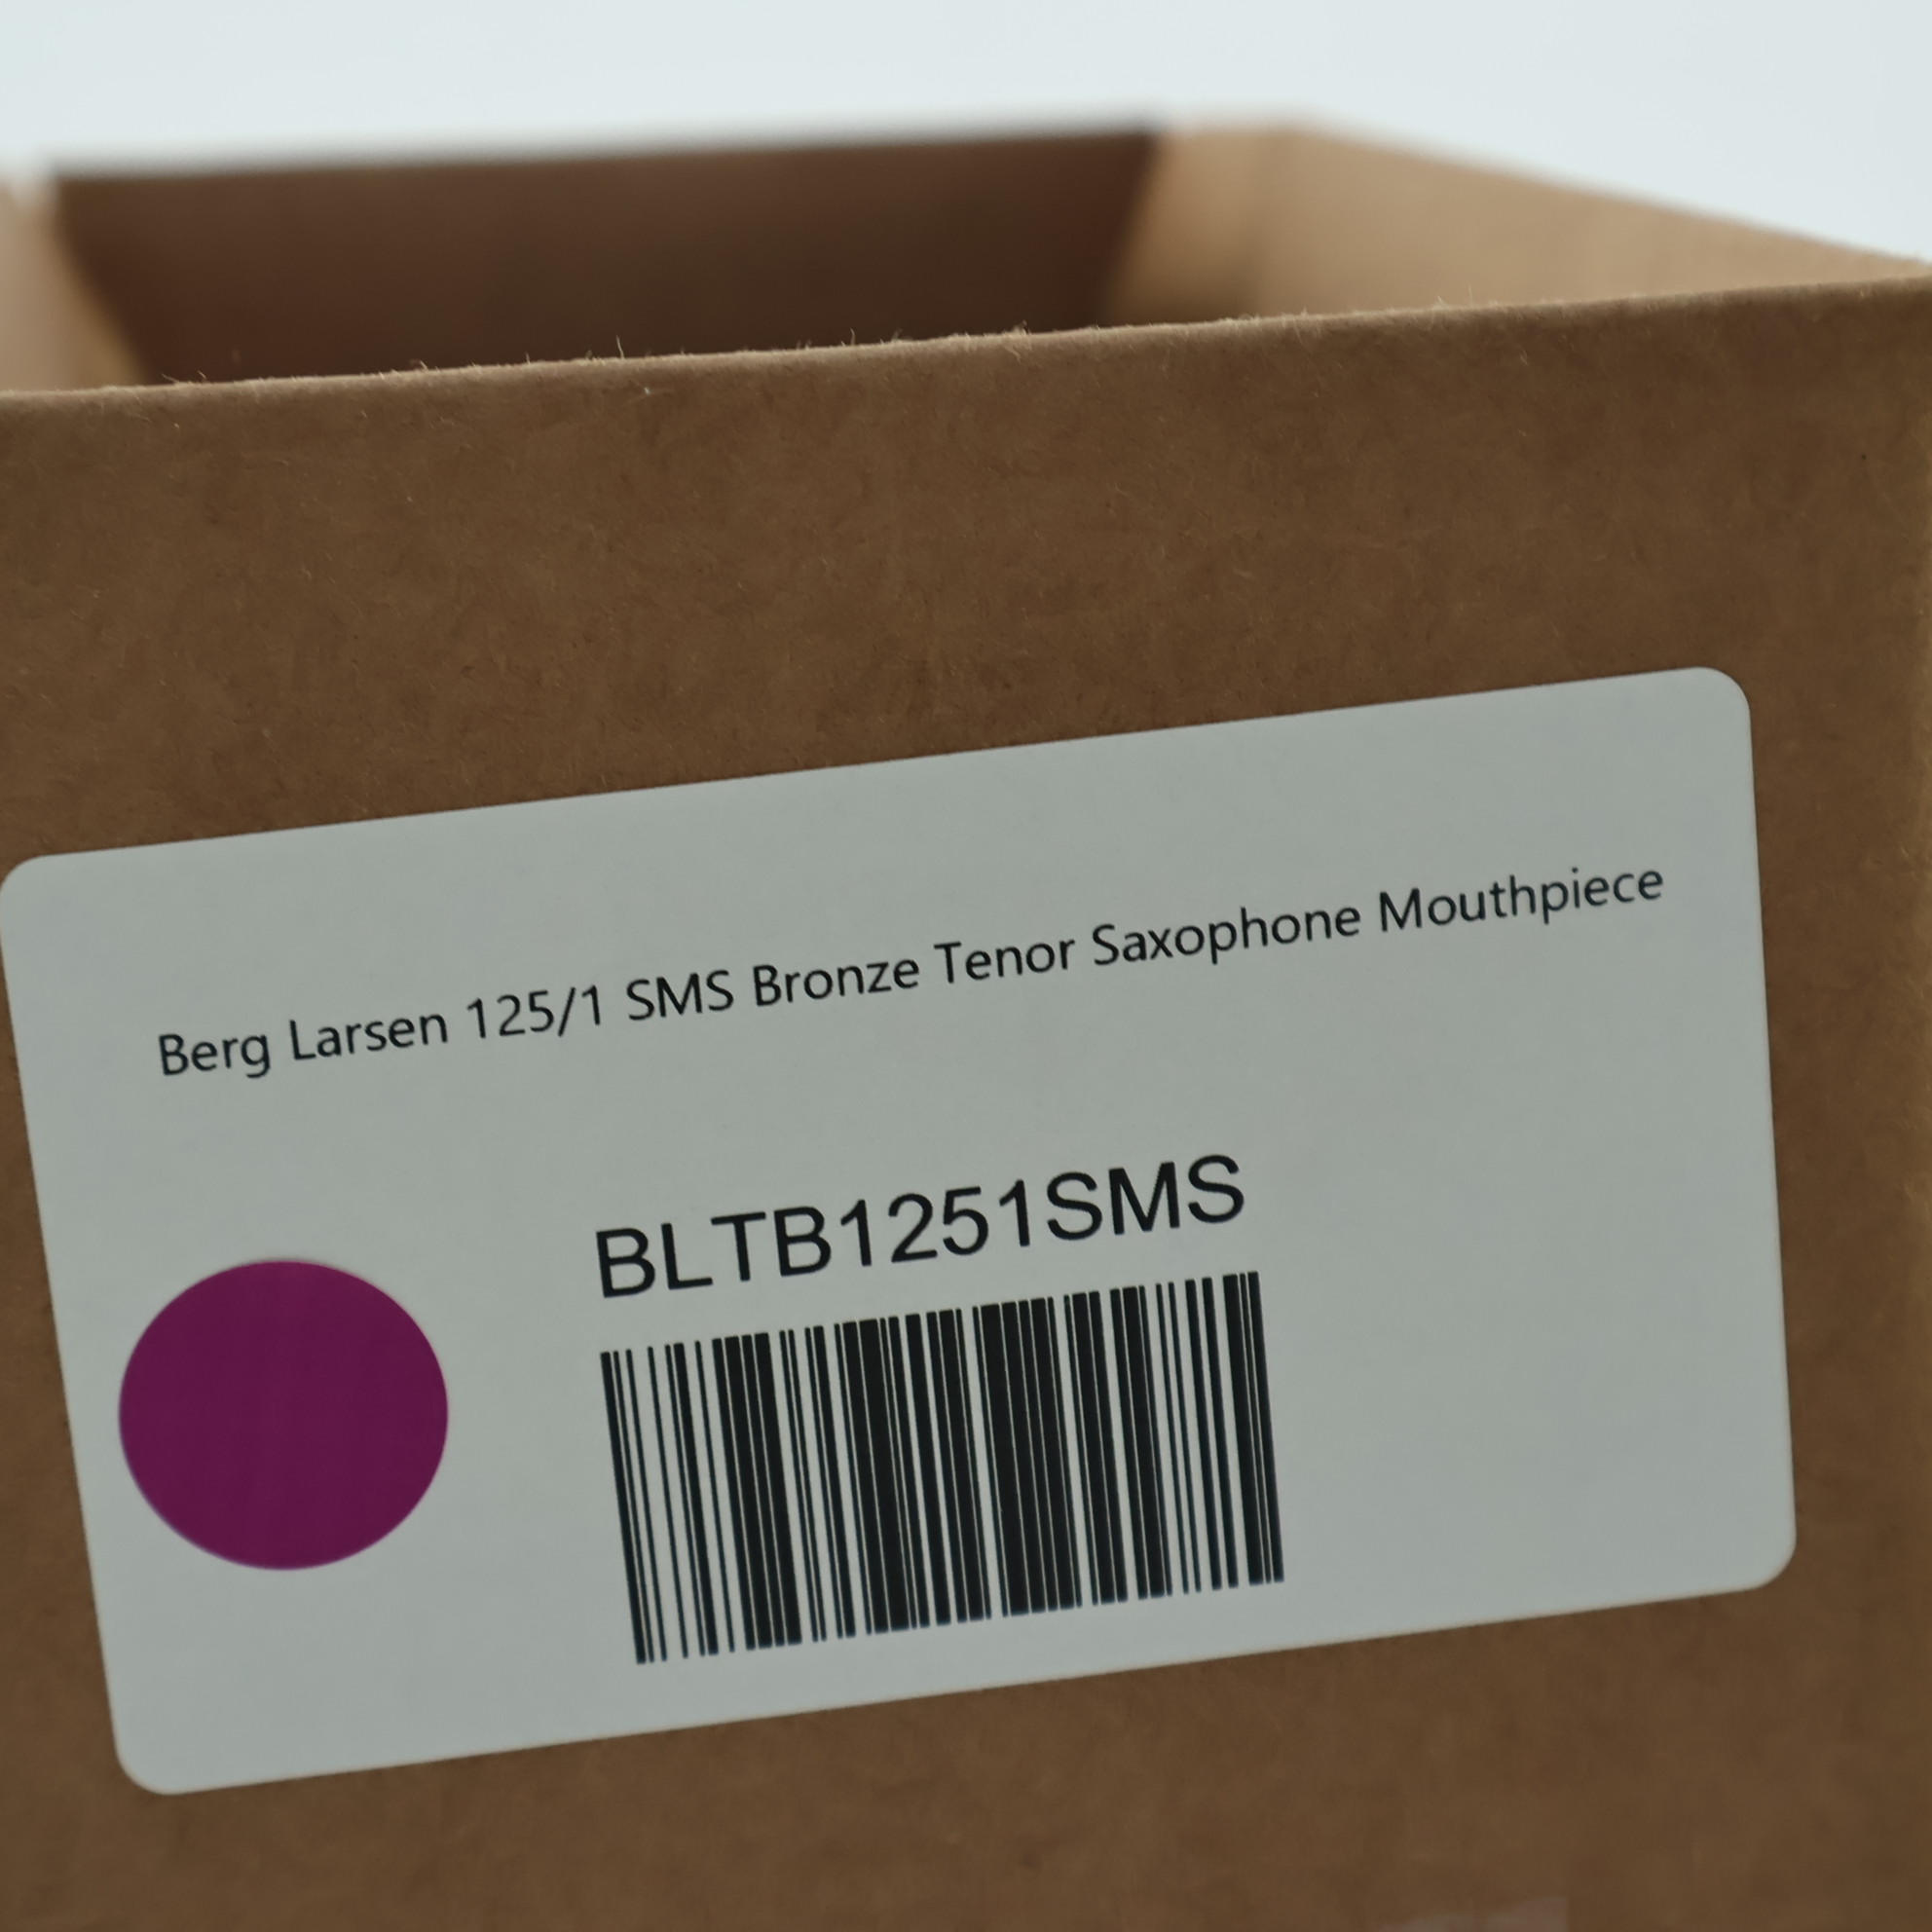 Berg Larsen 125/1 SMS Bronze Tenor Saxophone Mouthpiece
BLTB1251SMS